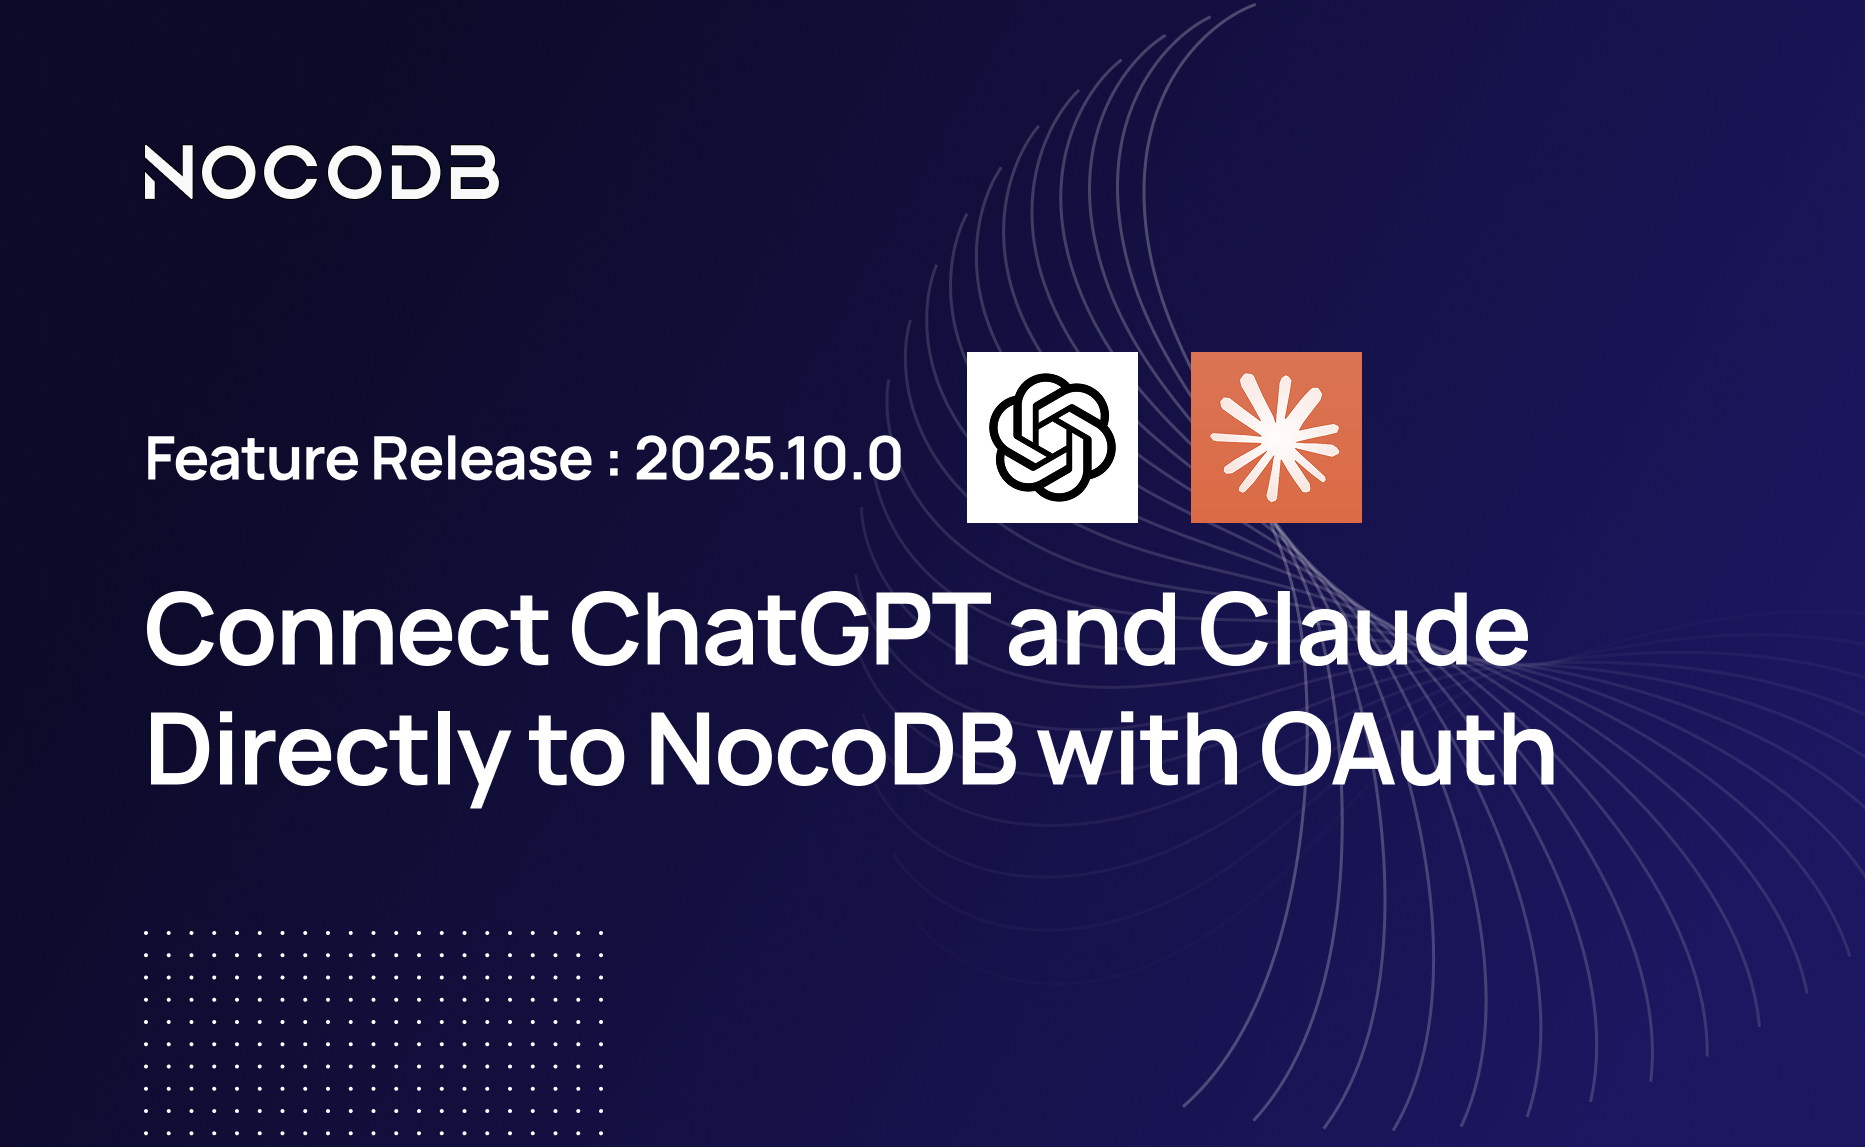 NOCODB
Feature Release : 2025.10.0
Connect ChatGPT and Claude
Directly to NocoDB with OAuth